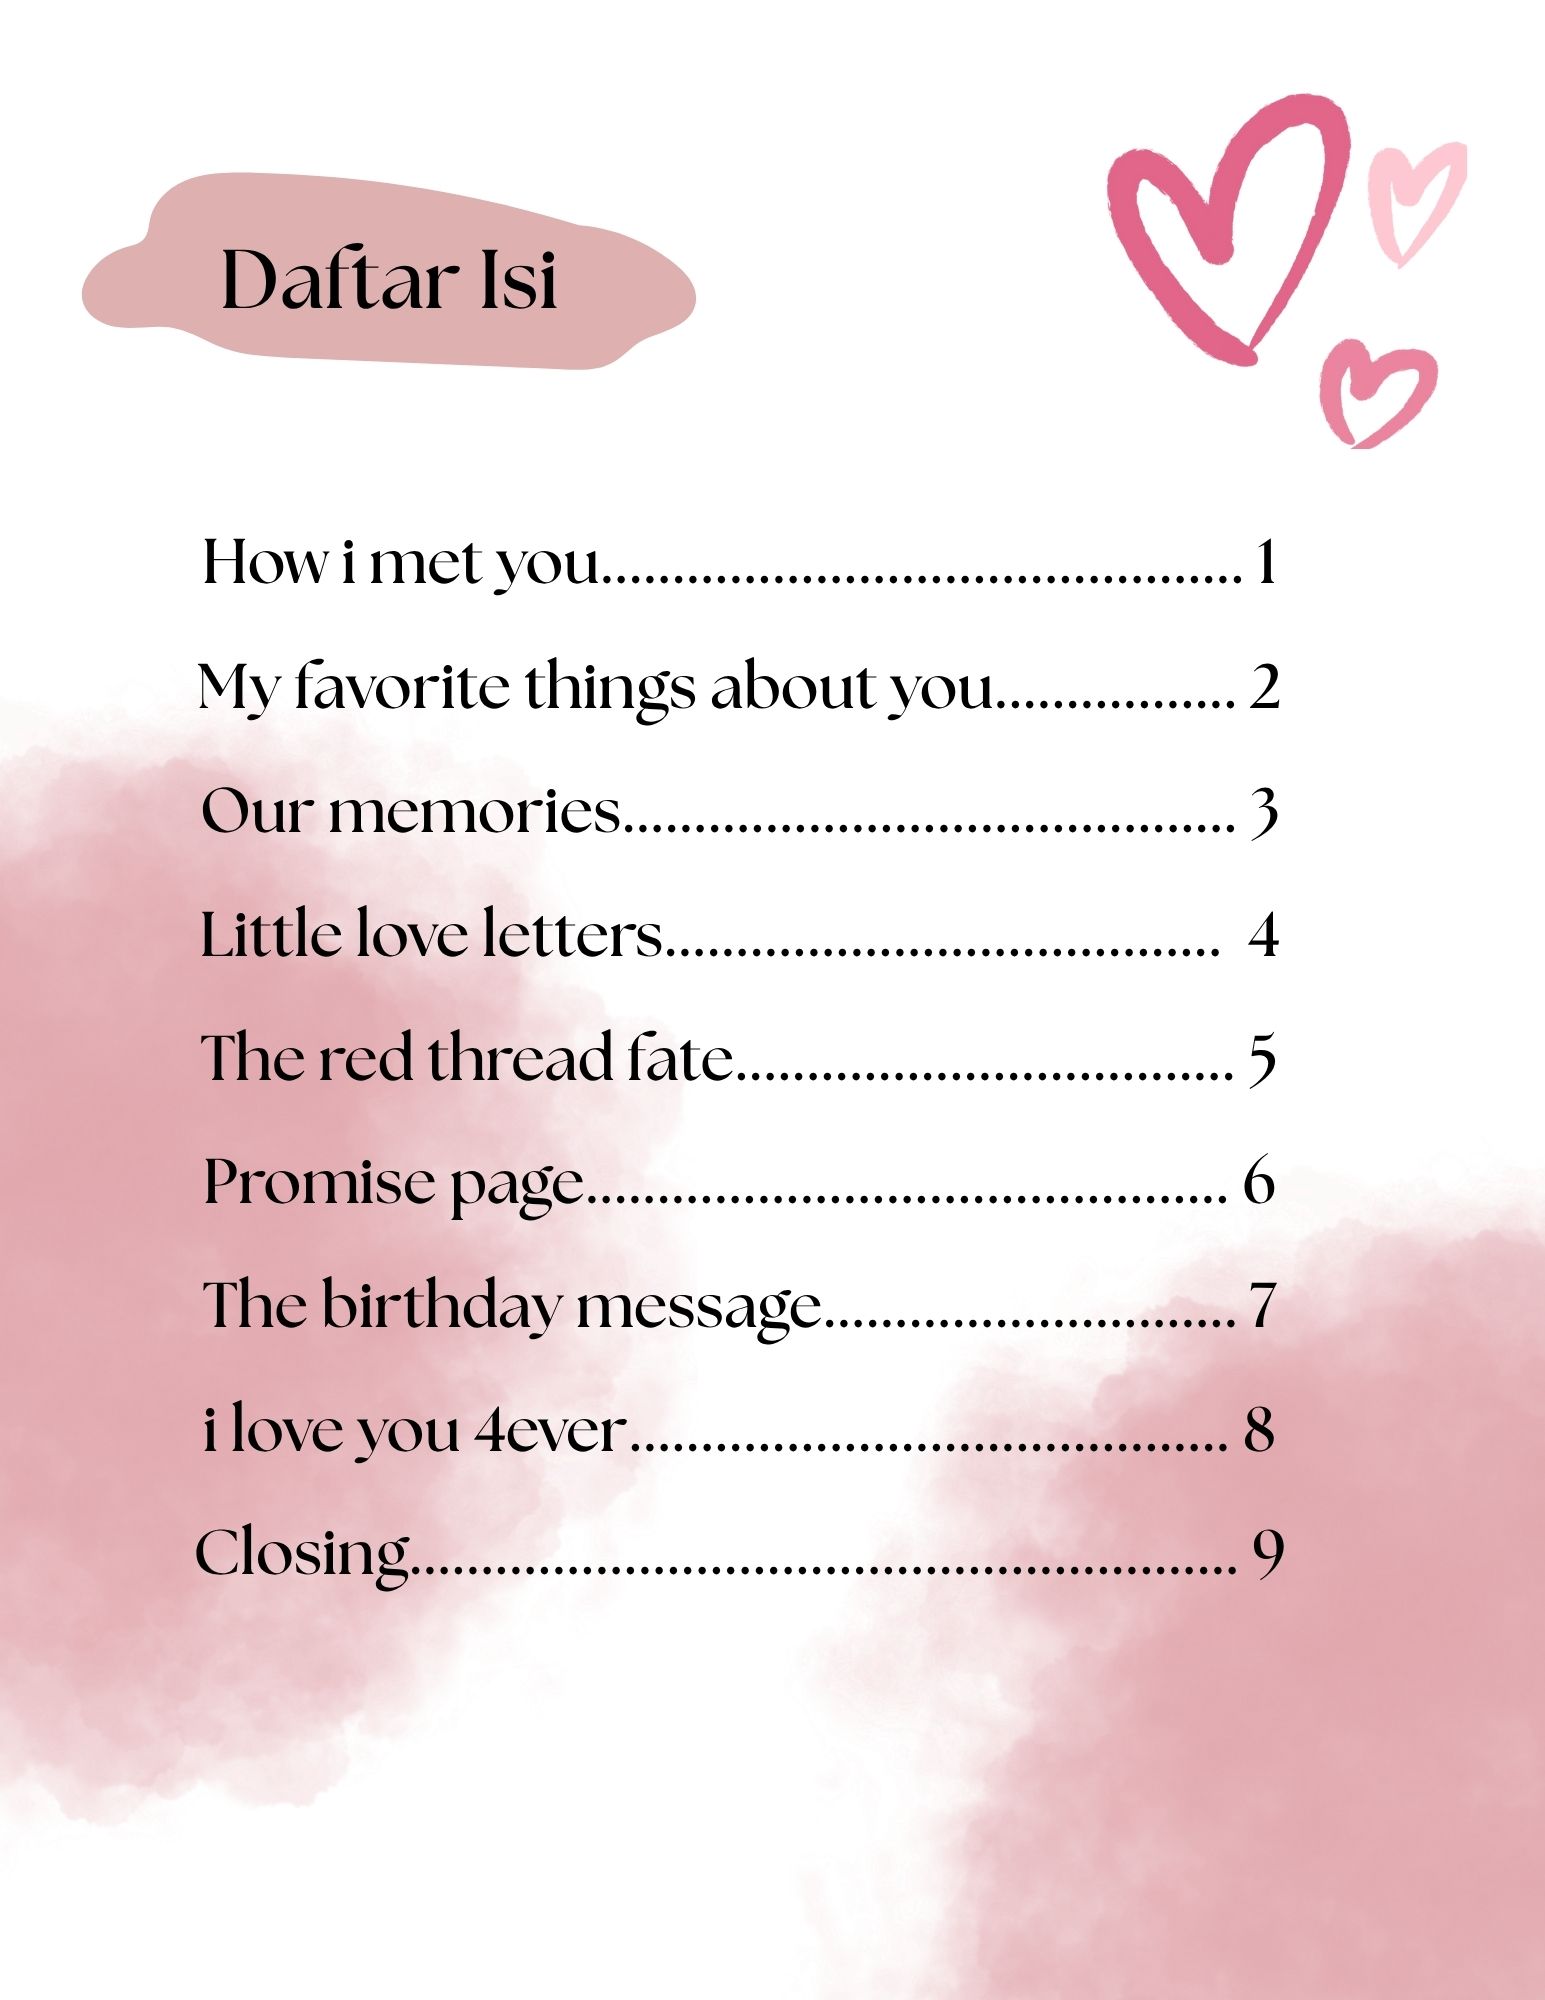 Daftar Isi
How i met you............................................. 1
My favorite things about you................. 2
Our memories........................................... 3
Little love letters....................................... 4
The red thread fate................................... 5
Promise page............................................. 6
The birthday message............................. 7
i love you 4ever.......................................... 8
Closing.......................................................... 9